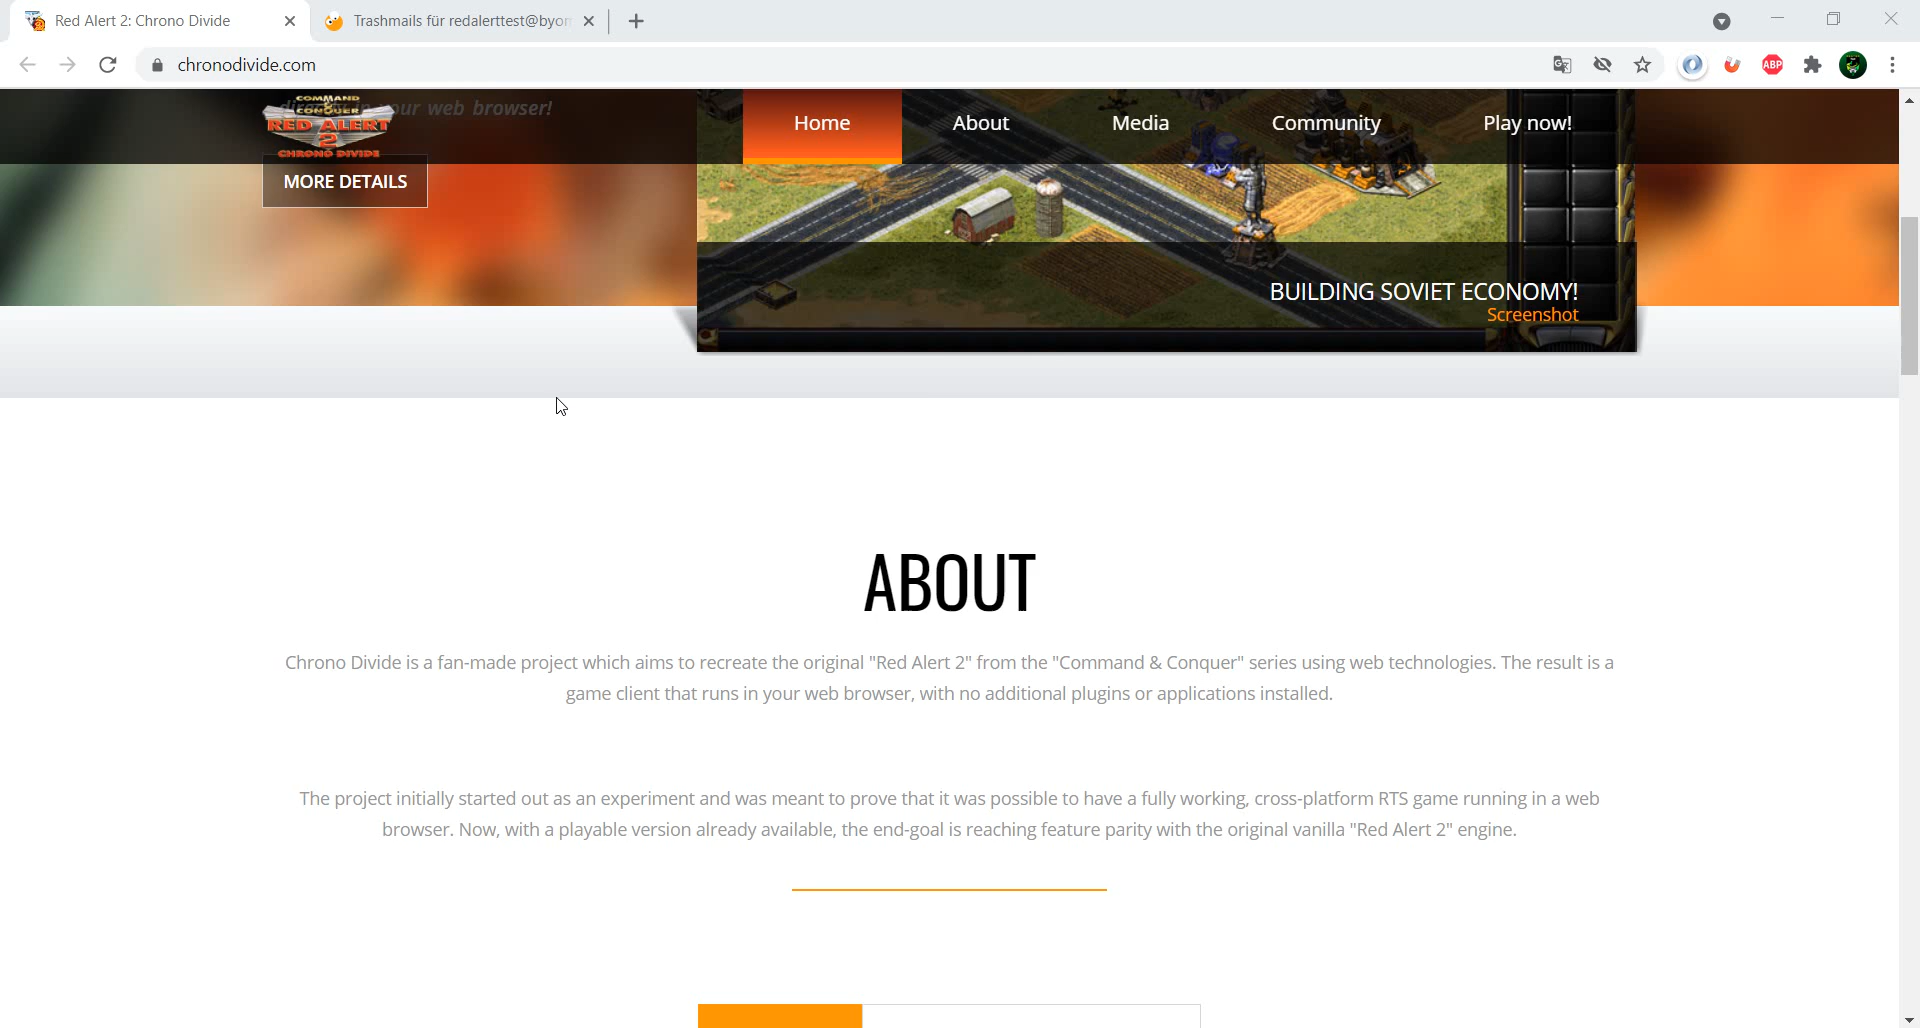 Red Alert 2: Chrono Divide
Trashmails für redalerttest@byom
chronodivide.com
ABP
COMMAND
&
CONQUER
RED ALERT
2
CHRONO DIVIDE
in your web browser!
Home
About
Media
Community
Play now!
MORE DETAILS
BUILDING SOVIET ECONOMY!
Screenshot
ABOUT
Chrono Divide is a fan-made project which aims to recreate the original "Red Alert 2" from the "Command & Conquer" series using web technologies. The result is a
game client that runs in your web browser, with no additional plugins or applications installed.
The project initially started out as an experiment and was meant to prove that it was possible to have a fully working, cross-platform RTS game running in a web
browser. Now, with a playable version already available, the end-goal is reaching feature parity with the original vanilla "Red Alert 2" engine.